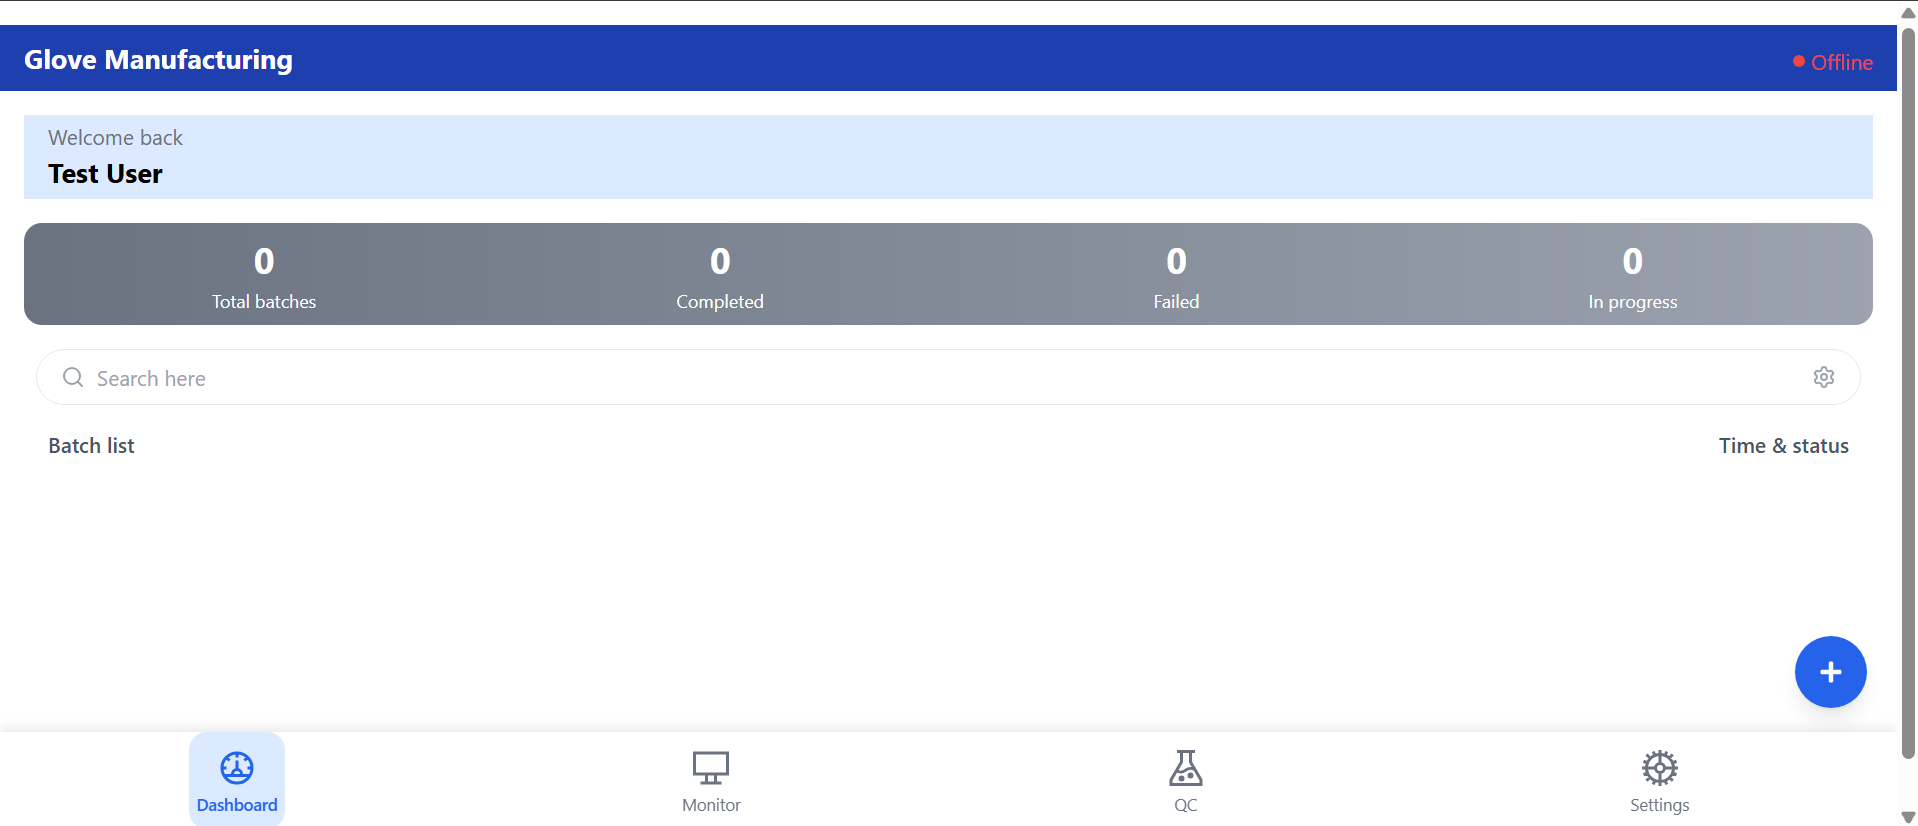 Glove Manufacturing
Offline
Welcome back
Test User
0 0 0 0
Total batches Completed Failed In progress
Search here
Batch list Time & status
Dashboard Monitor QC Settings